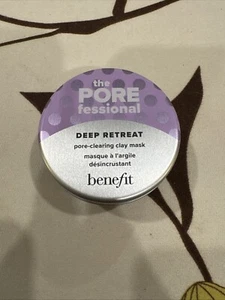 the
PORE
fessional
DEEP RETREAT
pore-clearing clay mask
masque à l'argile
désincrustant
benefit